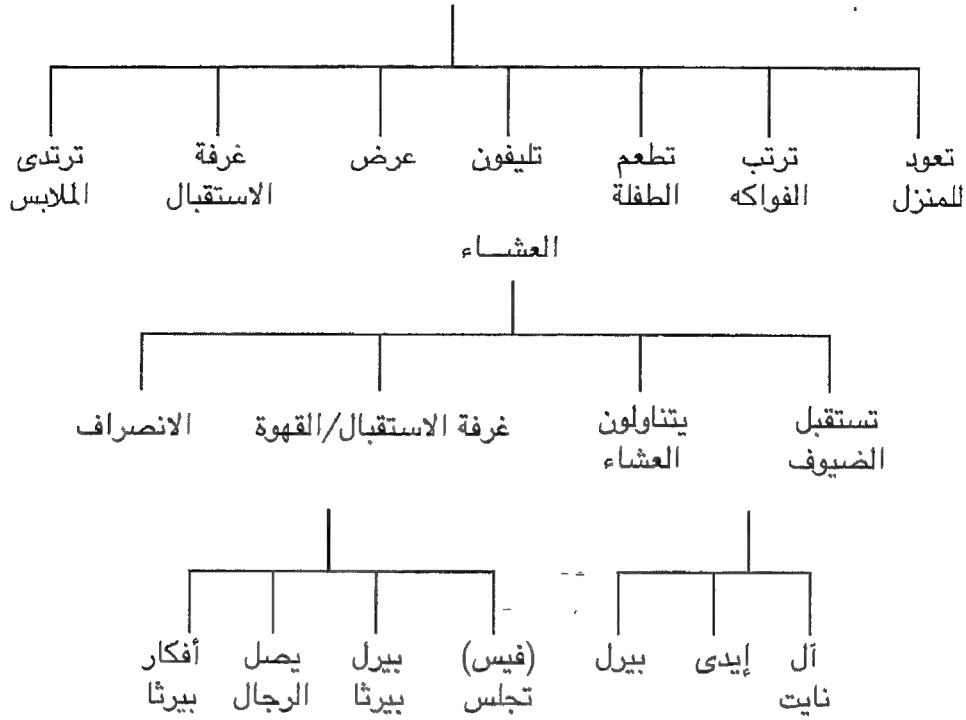 تعود ترتب تطعم تليفون عرض غرفة ترتدى
للمنزل الفواكه الطفلة الاستقبال الملابس
العشاء
تستقبل يتناولون غرفة الاستقبال/القهوة الانصراف
الضيوف العشاء
آل إيدى بيرل (فيس) بيرل يصل أفكار
نايت تجلس بيرثا الرجال بيرثا